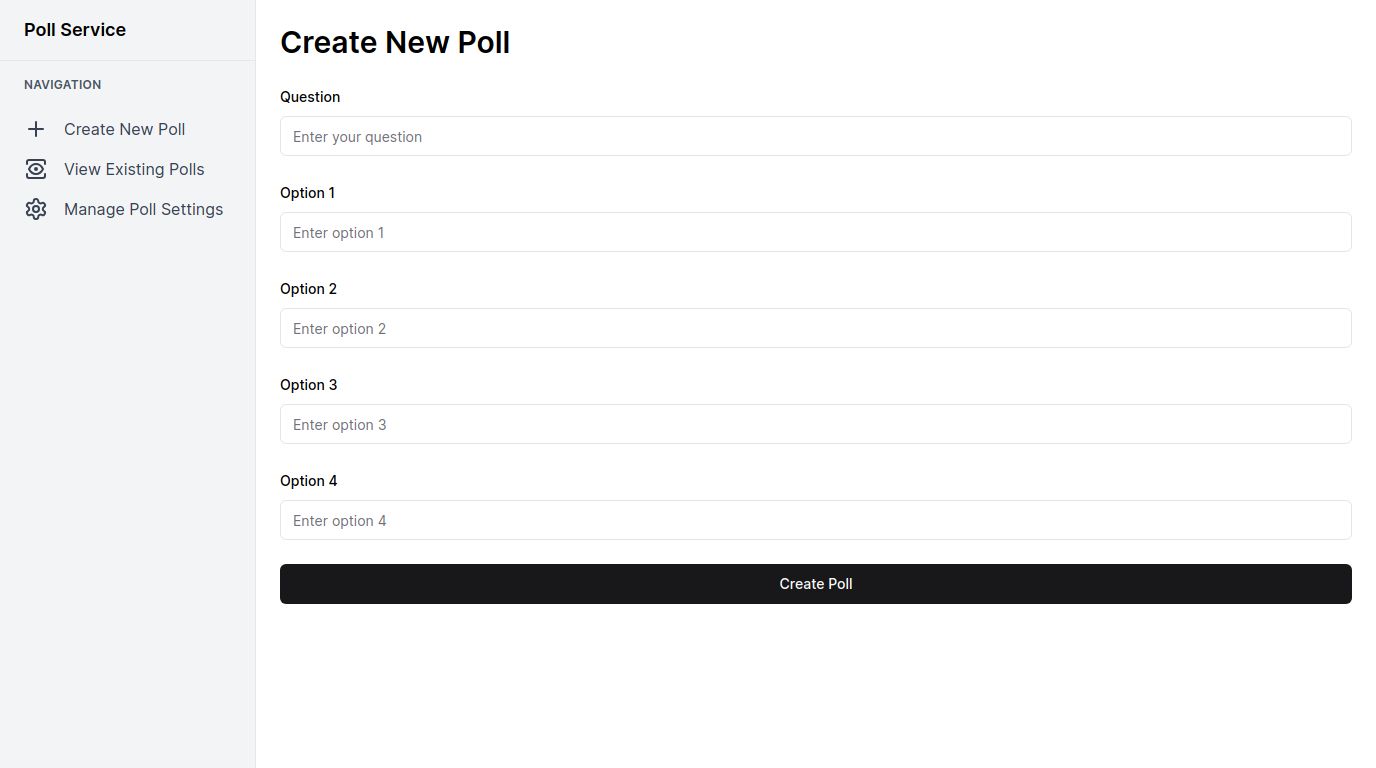 Poll Service
NAVIGATION
Create New Poll
View Existing Polls
Manage Poll Settings
Create New Poll
Question
Enter your question
Option 1
Enter option 1
Option 2
Enter option 2
Option 3
Enter option 3
Option 4
Enter option 4
Create Poll